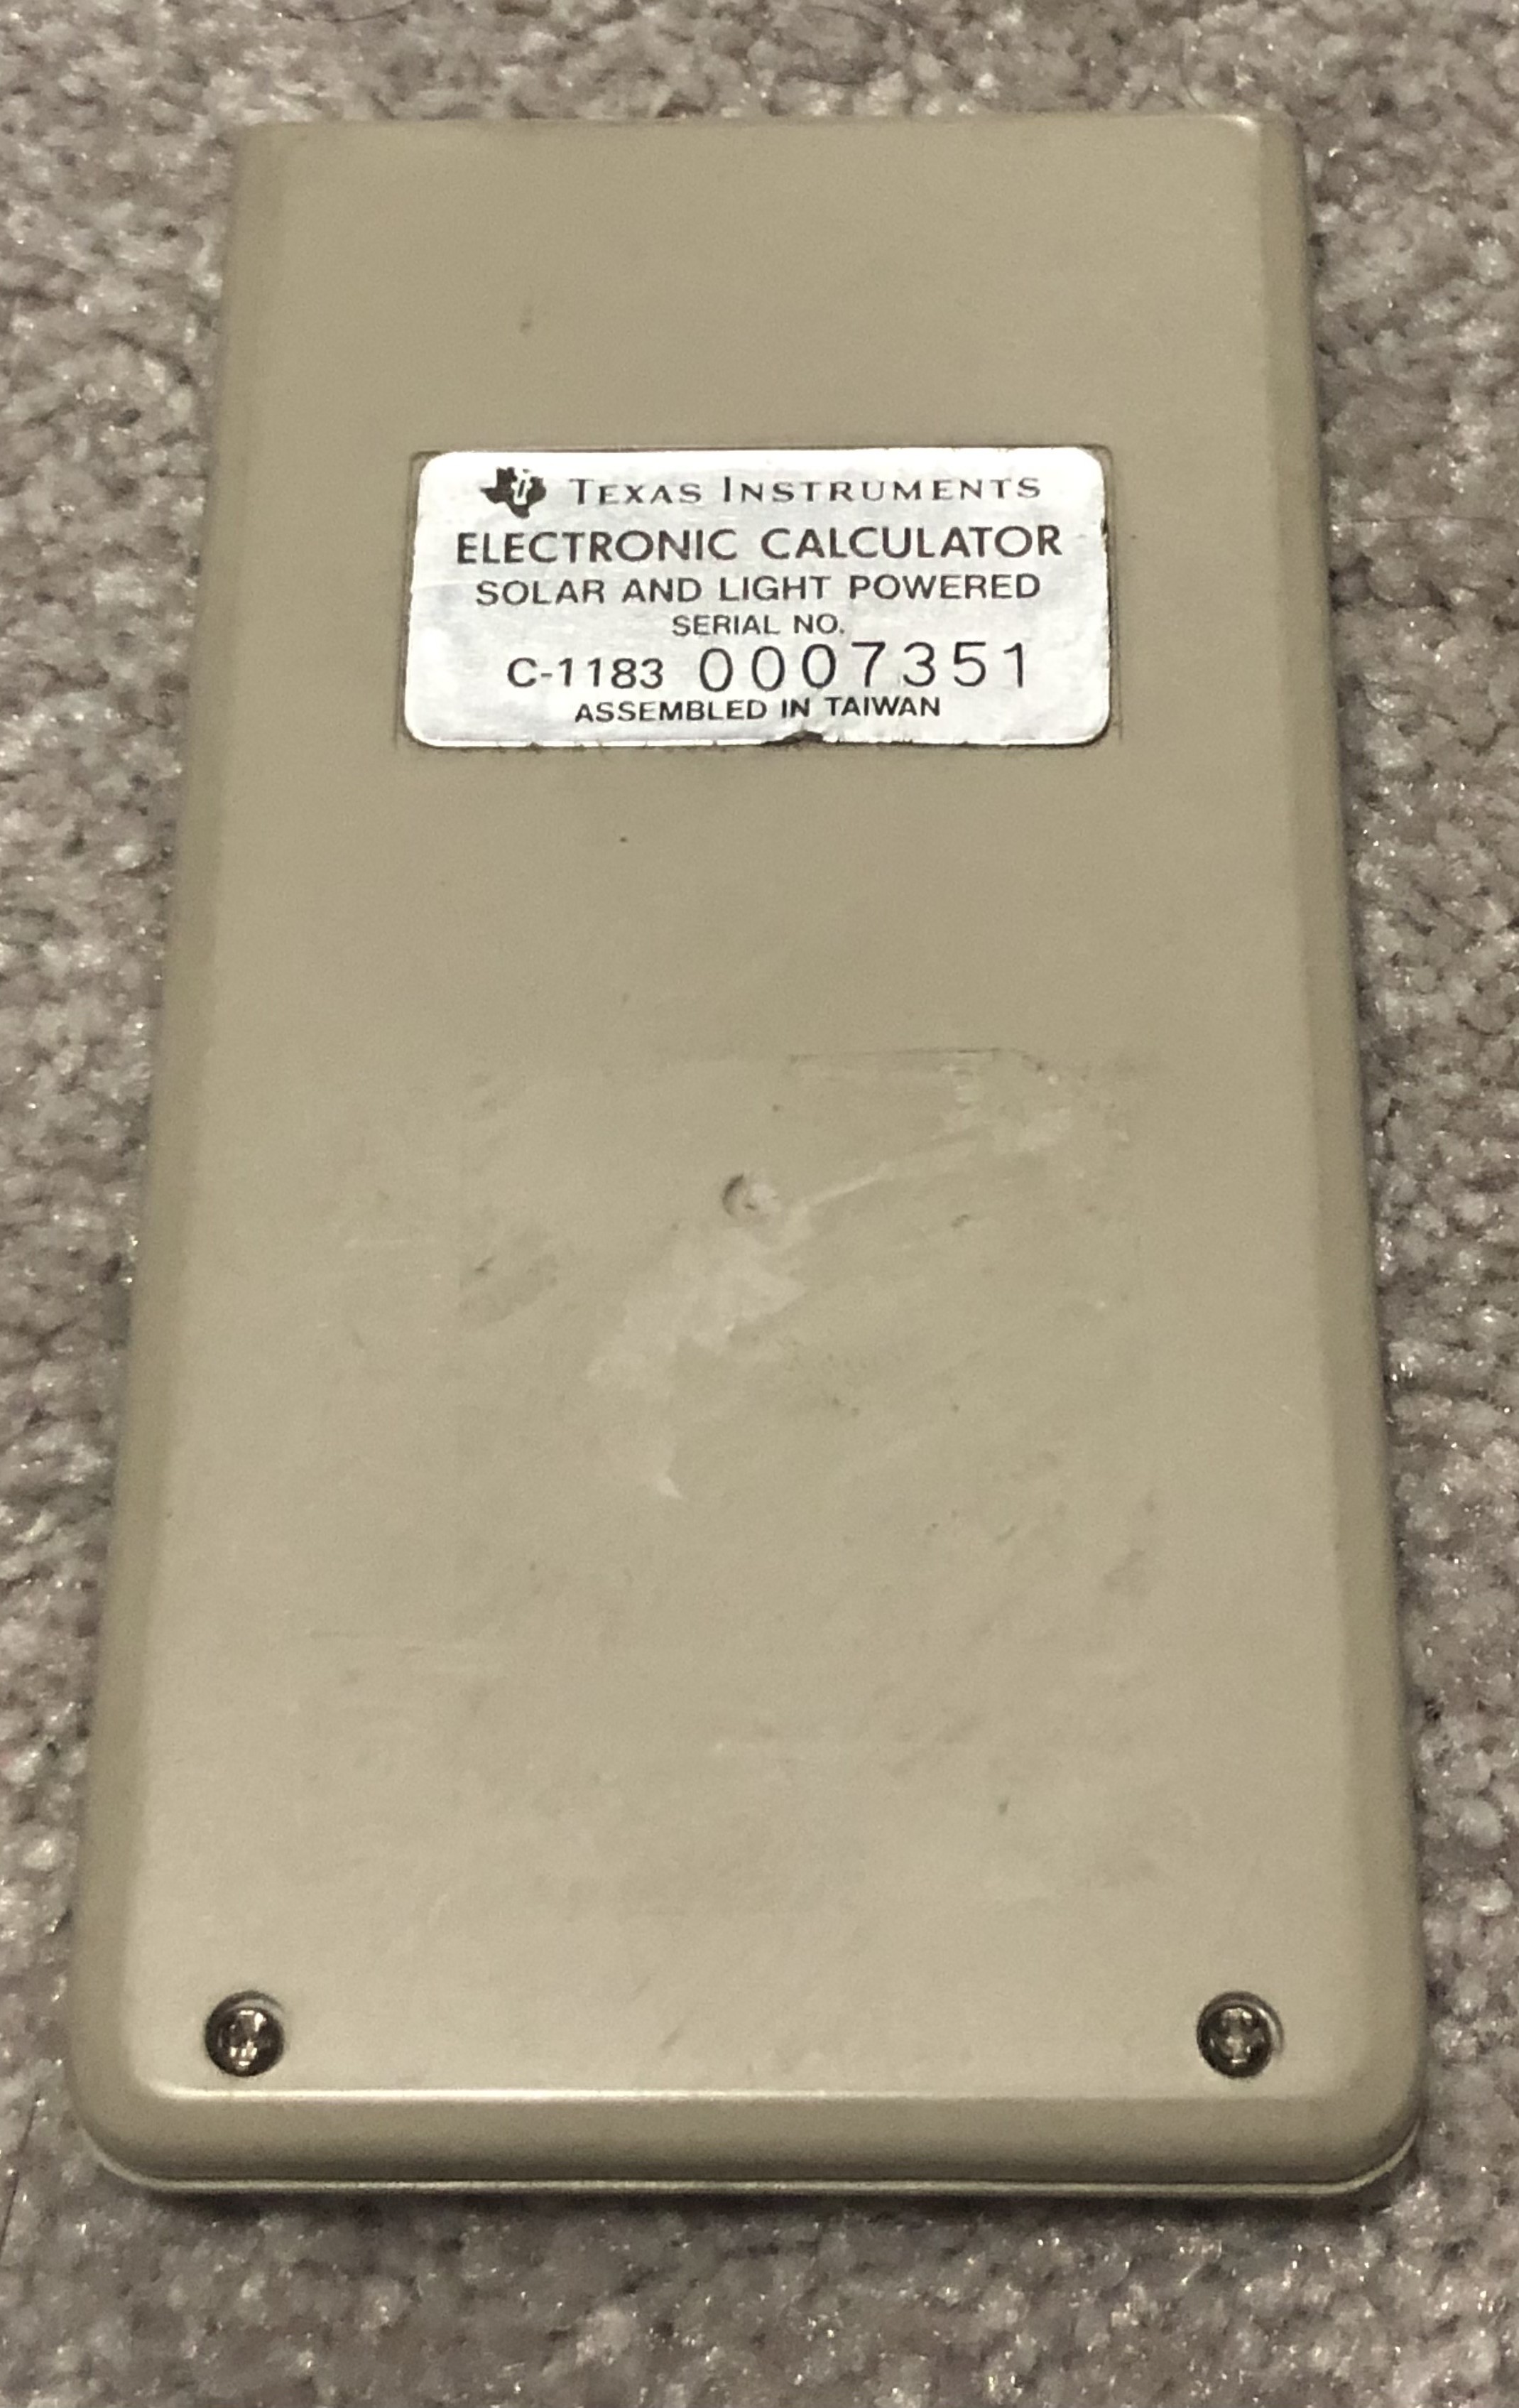 TEXAS INSTRUMENTS
ELECTRONIC CALCULATOR
SOLAR AND LIGHT POWERED
SERIAL NO.
C-1183 0007351
ASSEMBLED IN TAIWAN